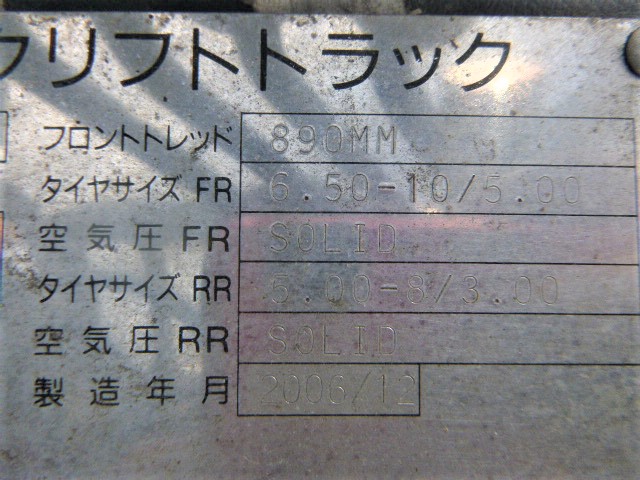 クリフトトラック
フロントトレッド 890MM
タイヤサイズ FR 6.50-10/5.00
空気圧 FR SOLID
タイヤサイズ RR 5.00-8/3.00
空気圧 RR SOLID
製造年月 2006/12